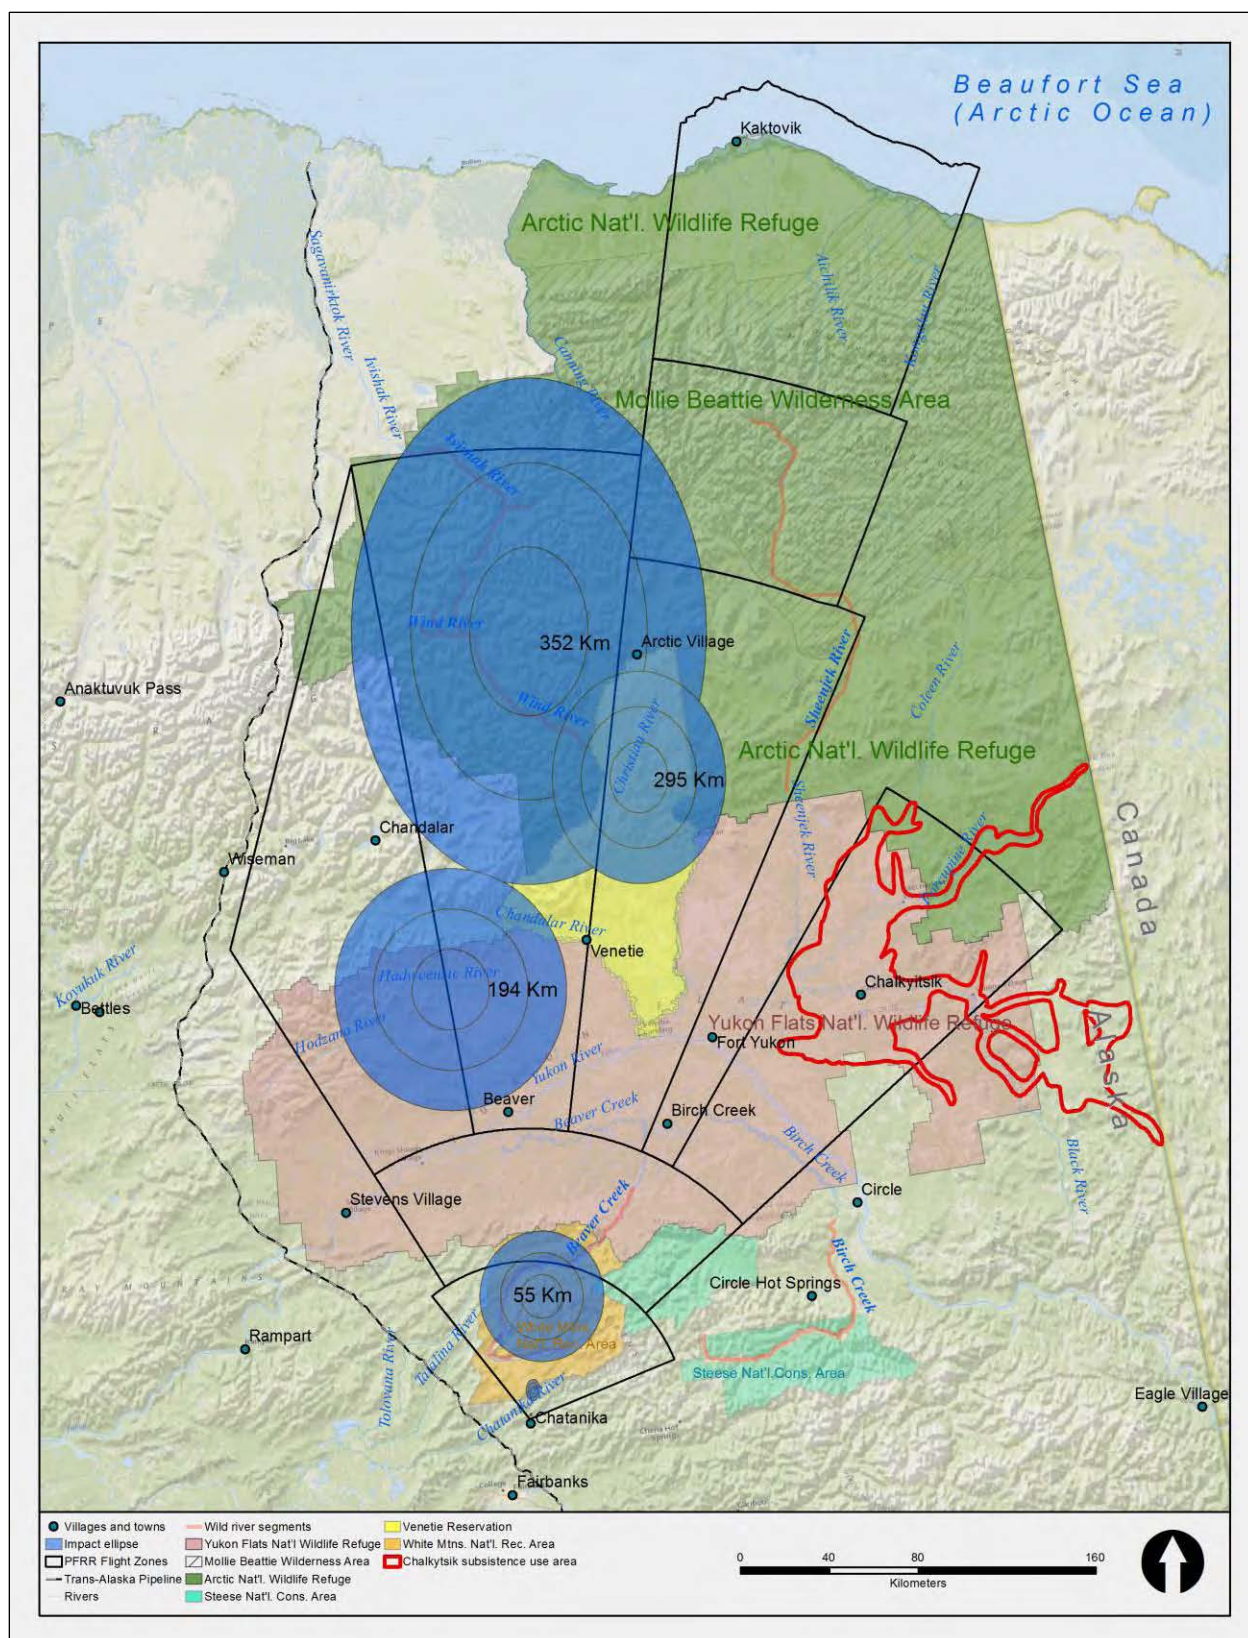 Beaufort Sea
(Arctic Ocean)
Kaktovik
Arctic Nat'l. Wildlife Refuge
Sagavanirktok River
Aichilik River
Ivishak River
Canning River
Mollie Beattie Wilderness Area
Ivishak River
Wind River
352 Km
Arctic Village
Sheenjek River
Coleen River
Anaktuvuk Pass
Wind River
Christian River
Arctic Nat'l. Wildlife Refuge
295 Km
Sheenjek River
Canada
Chandalar
Wiseman
Chandalar River
Venetie
Koyukuk River
194 Km
Chalkyitsik
Bettles
Yukon Flats Nat'l. Wildlife Refuge
Alaska
Hodzana River
Yukon River
Fort Yukon
Beaver
Beaver Creek
Birch Creek
Birch Creek
Black River
Stevens Village
Beaver Creek
Circle
Birch Creek
55 Km
Circle Hot Springs
Rampart
Tolovana River
Tatalina River
White Mtns.
Nat'l. Rec. Area
Steese Nat'l.Cons. Area
Chatanika River
Chatanika
Eagle Village
Fairbanks
Villages and towns
Impact ellipse
PFRR Flight Zones
Trans-Alaska Pipeline
Rivers
Wild river segments
Yukon Flats Nat'l Wildlife Refuge
Mollie Beattie Wilderness Area
Arctic Nat'l. Wildlife Refuge
Steese Nat'l. Cons. Area
Venetie Reservation
White Mtns. Nat'l. Rec. Area
Chalkytsik subsistence use area
0 40 80 160
Kilometers